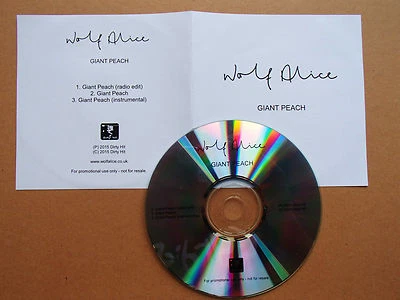 Wolf Alice
GIANT PEACH
1. Giant Peach (radio edit)
2. Giant Peach
3. Giant Peach (instrumental)
(P) 2015 Dirty Hit
(C) 2015 Dirty Hit
www.wolfalice.co.uk
For promotional use only - not for resale.
Wolf Alice
GIANT PEACH
Wolf Alice
GIANT PEACH
For promotional use only - not for resale